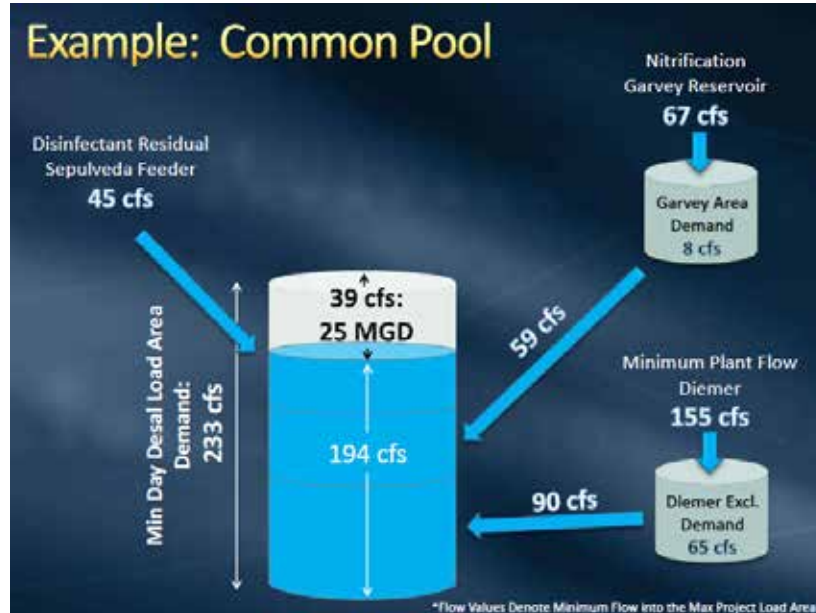 Example: Common Pool
Nitrification
Garvey Reservoir
67 cfs
Disinfectant Residual
Sepulveda Feeder
45 cfs
Garvey Area
Demand
8 cfs
39 cfs:
25 MGD
59 cfs
Min Day Desal Load Area
Demand:
233 cfs
Minimum Plant Flow
Diemer
155 cfs
194 cfs
90 cfs
Diemer Excl.
Demand
65 cfs
*Flow Values Denote Minimum Flow into the Max Project Load Area